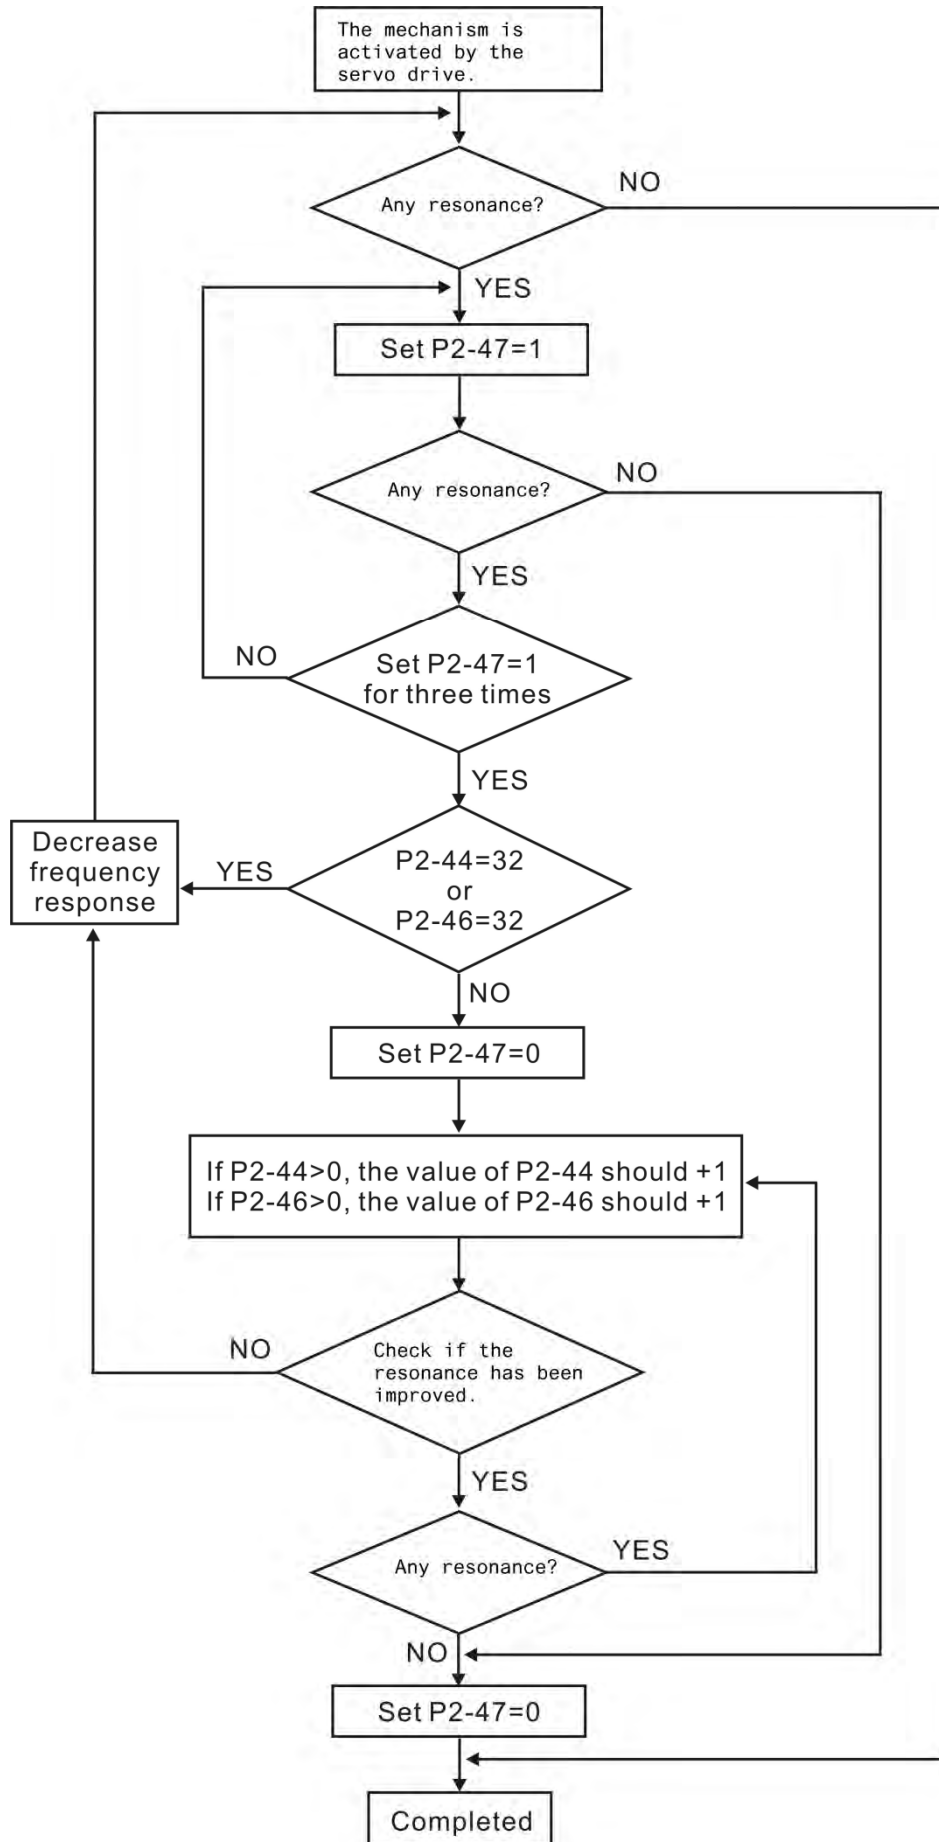 The mechanism is
activated by the
servo drive.
NO
Any resonance?
YES
Set P2-47=1
NO
Any resonance?
YES
NO
Set P2-47=1
for three times
YES
Decrease
frequency
response
YES
P2-44=32
or
P2-46=32
NO
Set P2-47=0
If P2-44>0, the value of P2-44 should +1
If P2-46>0, the value of P2-46 should +1
NO
Check if the
resonance has been
improved.
YES
Any resonance?
YES
NO
Set P2-47=0
Completed